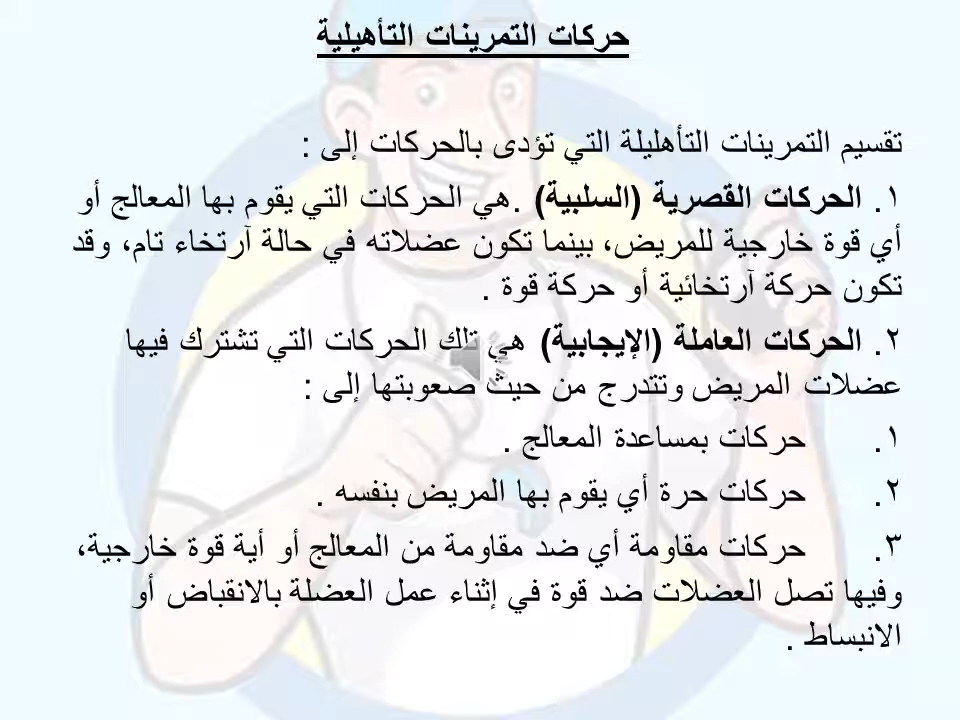 حركات التمرينات التأهيلية
تقسيم التمرينات التأهليلة التي تؤدى بالحركات إلى :
١. الحركات القصرية (السلبية) .هي الحركات التي يقوم بها المعالج أو
أي قوة خارجية للمريض، بينما تكون عضلاته في حالة آرتخاء تام، وقد
تكون حركة آرتخائية أو حركة قوة .
٢. الحركات العاملة (الإيجابية) هي تلك الحركات التي تشترك فيها
عضلات المريض وتتدرج من حيث صعوبتها إلى :
١. حركات بمساعدة المعالج .
٢. حركات حرة أي يقوم بها المريض بنفسه .
٣. حركات مقاومة أي ضد مقاومة من المعالج أو أية قوة خارجية،
وفيها تصل العضلات ضد قوة في إثناء عمل العضلة بالانقباض أو
الانبساط .